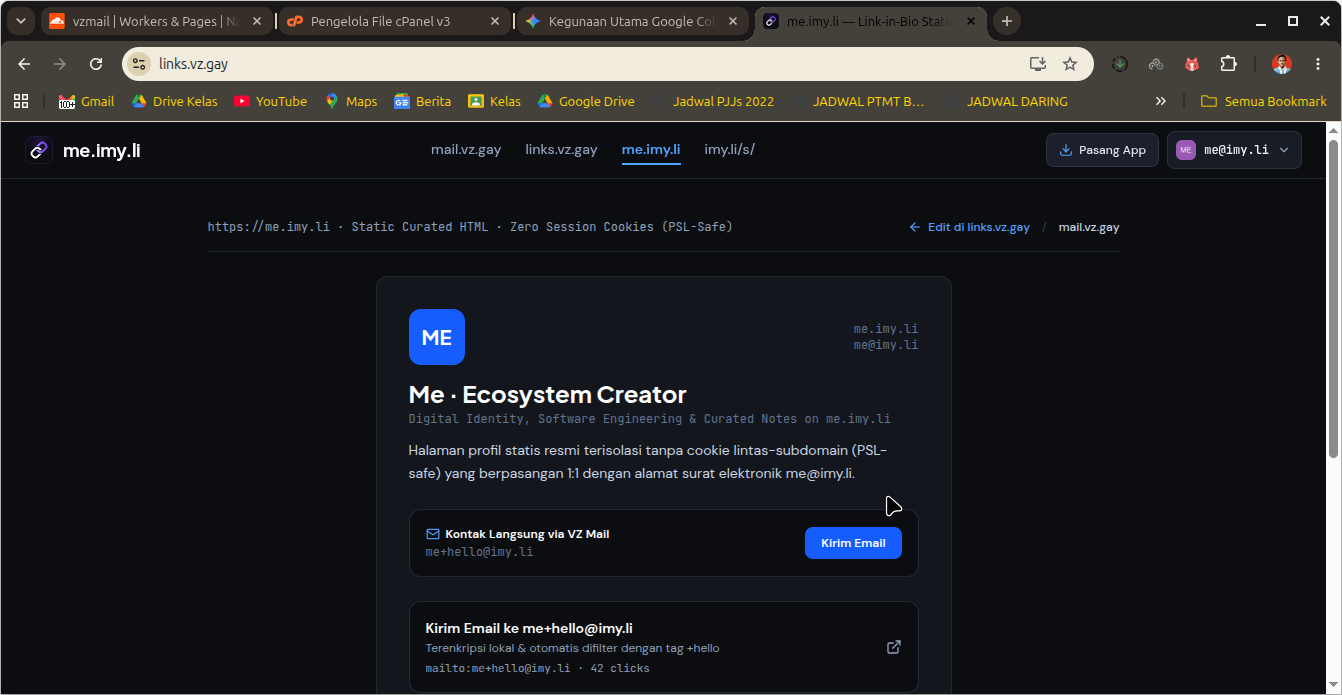 vzmail | Workers & Pages | Na
Pengelola File cPanel v3
Kegunaan Utama Google Col
me.imy.li — Link-in-Bio Statis
links.vz.gay
100+
Gmail
Drive Kelas
YouTube
Maps
Berita
Kelas
Google Drive
Jadwal PJJs 2022
JADWAL PTMT B...
JADWAL DARING
Semua Bookmark
me.imy.li
mail.vz.gay
links.vz.gay
me.imy.li
imy.li/s/
Pasang App
ME
me@imy.li
https://me.imy.li · Static Curated HTML · Zero Session Cookies (PSL-Safe)
← Edit di links.vz.gay / mail.vz.gay
ME
me.imy.li
me@imy.li
Me · Ecosystem Creator
Digital Identity, Software Engineering & Curated Notes on me.imy.li
Halaman profil statis resmi terisolasi tanpa cookie lintas-subdomain (PSL-
safe) yang berpasangan 1:1 dengan alamat surat elektronik me@imy.li.
Kontak Langsung via VZ Mail
me+hello@imy.li
Kirim Email
Kirim Email ke me+hello@imy.li
Terenkripsi lokal & otomatis difilter dengan tag +hello
mailto:me+hello@imy.li · 42 clicks